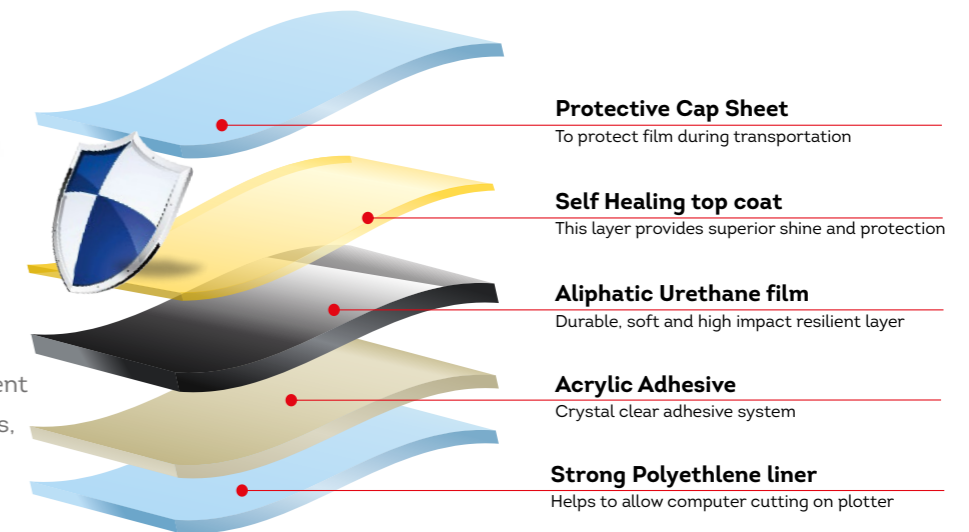 Protective Cap Sheet
To protect film during transportation
Self Healing top coat
This layer provides superior shine and protection
Aliphatic Urethane film
Durable, soft and high impact resilient layer
ent
Acrylic Adhesive
Crystal clear adhesive system
s,
Strong Polyethlene liner
Helps to allow computer cutting on plotter